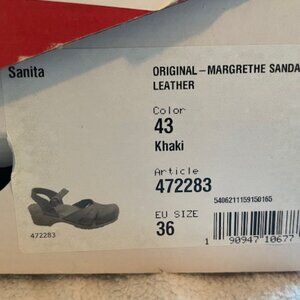 Sanita
ORIGINAL – MARGRETHE SANDA
LEATHER
Color
43
Khaki
Article
472283
5406211159150165
EU SIZE
36
472283
1 90947 10677